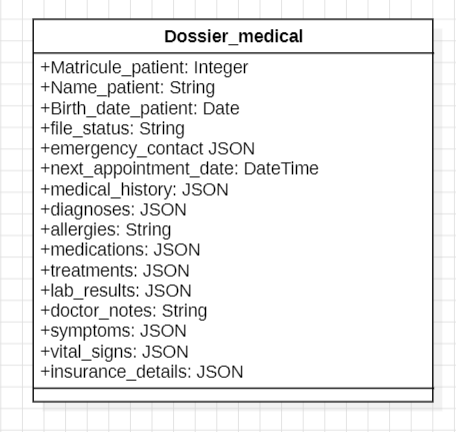 Dossier_medical
+Matricule_patient: Integer
+Name_patient: String
+Birth_date_patient: Date
+file_status: String
+emergency_contact JSON
+next_appointment_date: DateTime
+medical_history: JSON
+diagnoses: JSON
+allergies: String
+medications: JSON
+treatments: JSON
+lab_results: JSON
+doctor_notes: String
+symptoms: JSON
+vital_signs: JSON
+insurance_details: JSON